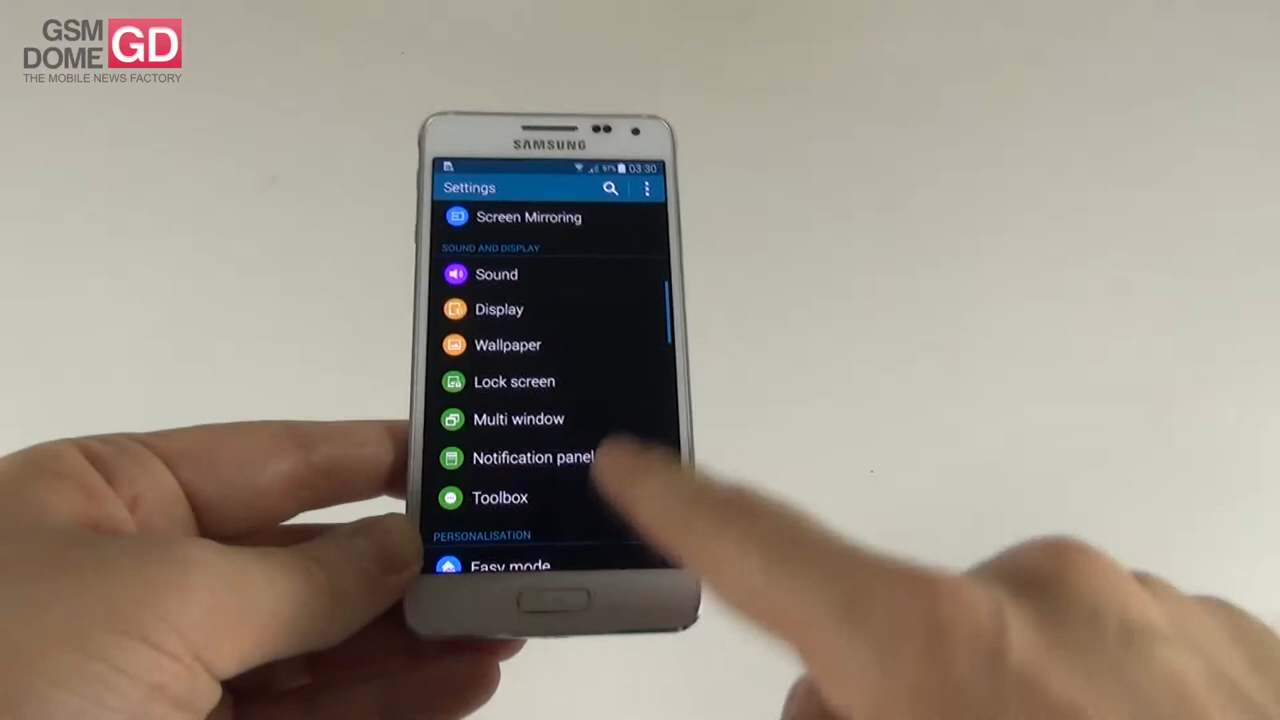 GSM
DOME GD
THE MOBILE NEWS FACTORY
SAMSUNG
97% 03:30
Settings
Screen Mirroring
SOUND AND DISPLAY
Sound
Display
Wallpaper
Lock screen
Multi window
Notification panel
Toolbox
PERSONALISATION
Easy mode